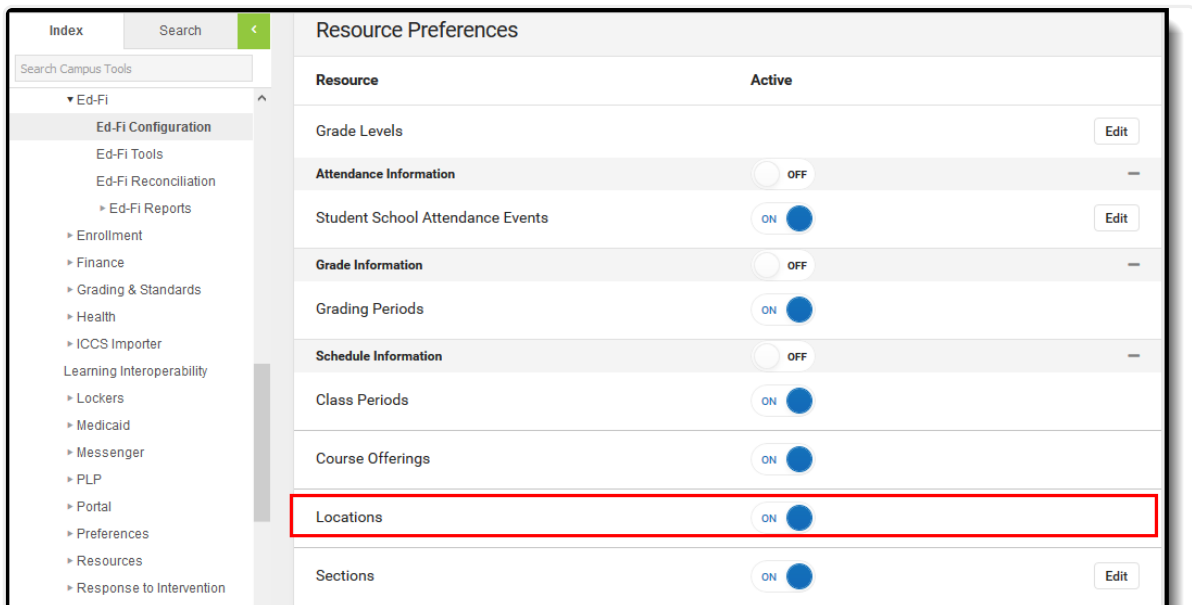 Index Search <
Search Campus Tools
Ed-Fi
Ed-Fi Configuration
Ed-Fi Tools
Ed-Fi Reconciliation
Ed-Fi Reports
Enrollment
Finance
Grading & Standards
Health
ICCS Importer
Learning Interoperability
Lockers
Medicaid
Messenger
PLP
Portal
Preferences
Resources
Response to Intervention
Resource Preferences
Resource Active
Grade Levels Edit
Attendance Information OFF
Student School Attendance Events ON Edit
Grade Information OFF
Grading Periods ON
Schedule Information OFF
Class Periods ON
Course Offerings ON
Locations ON
Sections ON Edit